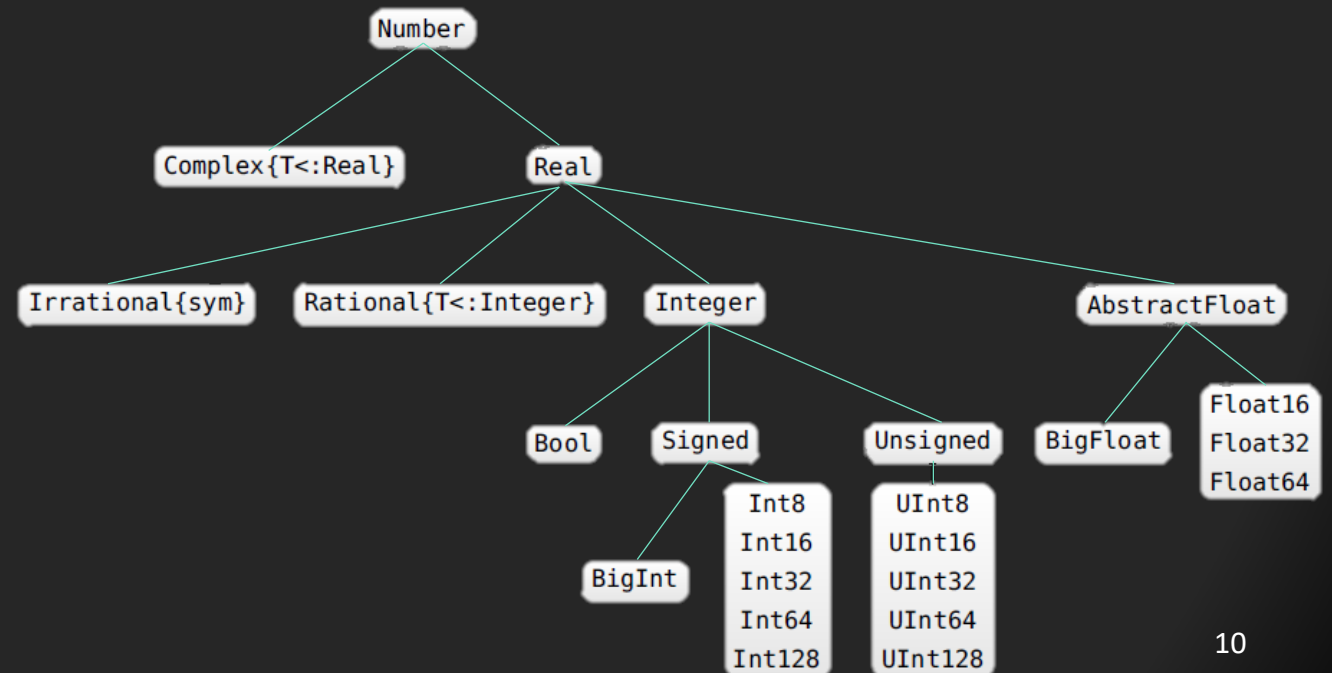 Number
Complex{T<:Real}
Real
Irrational{sym}
Rational{T<:Integer}
Integer
AbstractFloat
Bool
Signed
Unsigned
BigFloat
Float16
Float32
Float64
BigInt
Int8
Int16
Int32
Int64
Int128
UInt8
UInt16
UInt32
UInt64
UInt128
10